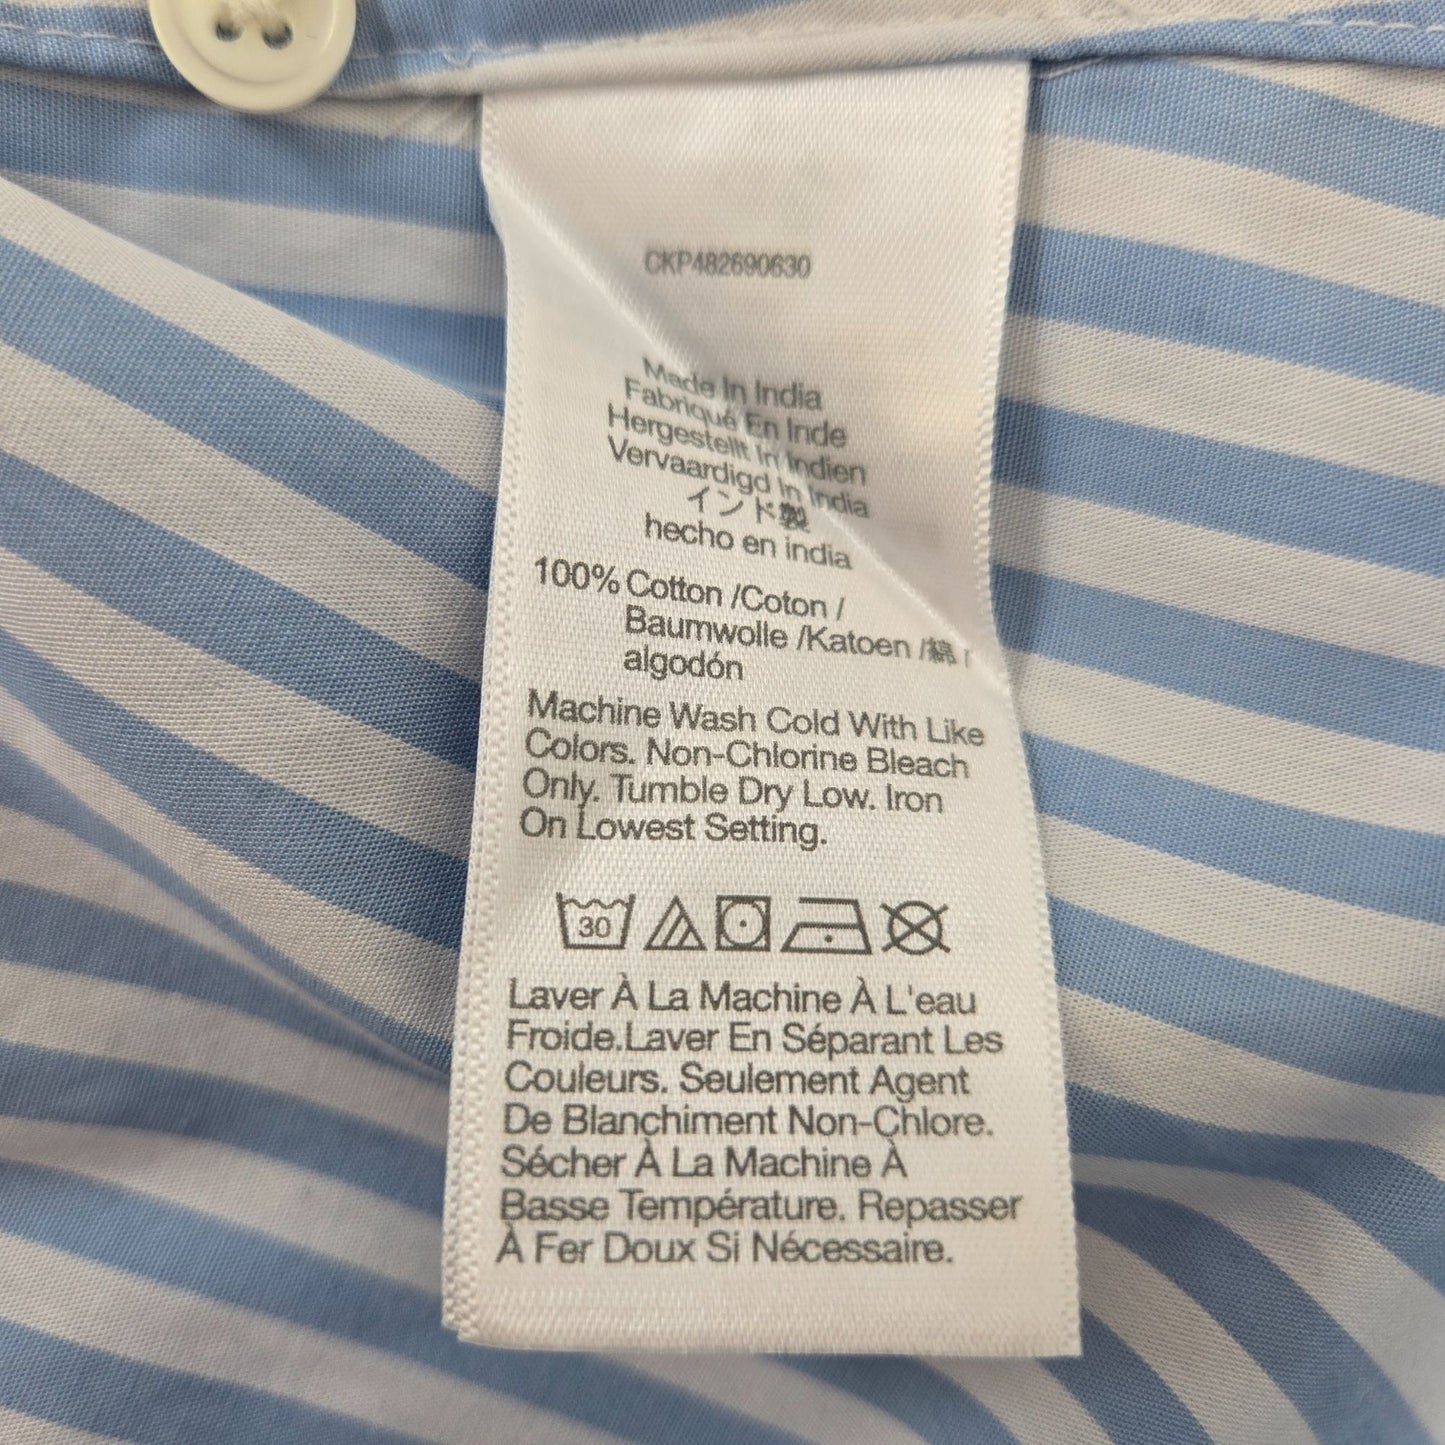 CKP482690630
Made In India
Fabriqué En Inde
Hergestellt In Indien
Vervaardigd In India
インド製
hecho en india
100% Cotton /Coton /
Baumwolle /Katoen /綿 /
algodón
Machine Wash Cold With Like
Colors. Non-Chlorine Bleach
Only. Tumble Dry Low. Iron
On Lowest Setting.
30
Laver À La Machine À L'eau
Froide.Laver En Séparant Les
Couleurs. Seulement Agent
De Blanchiment Non-Chlore.
Sécher À La Machine À
Basse Température. Repasser
À Fer Doux Si Nécessaire.